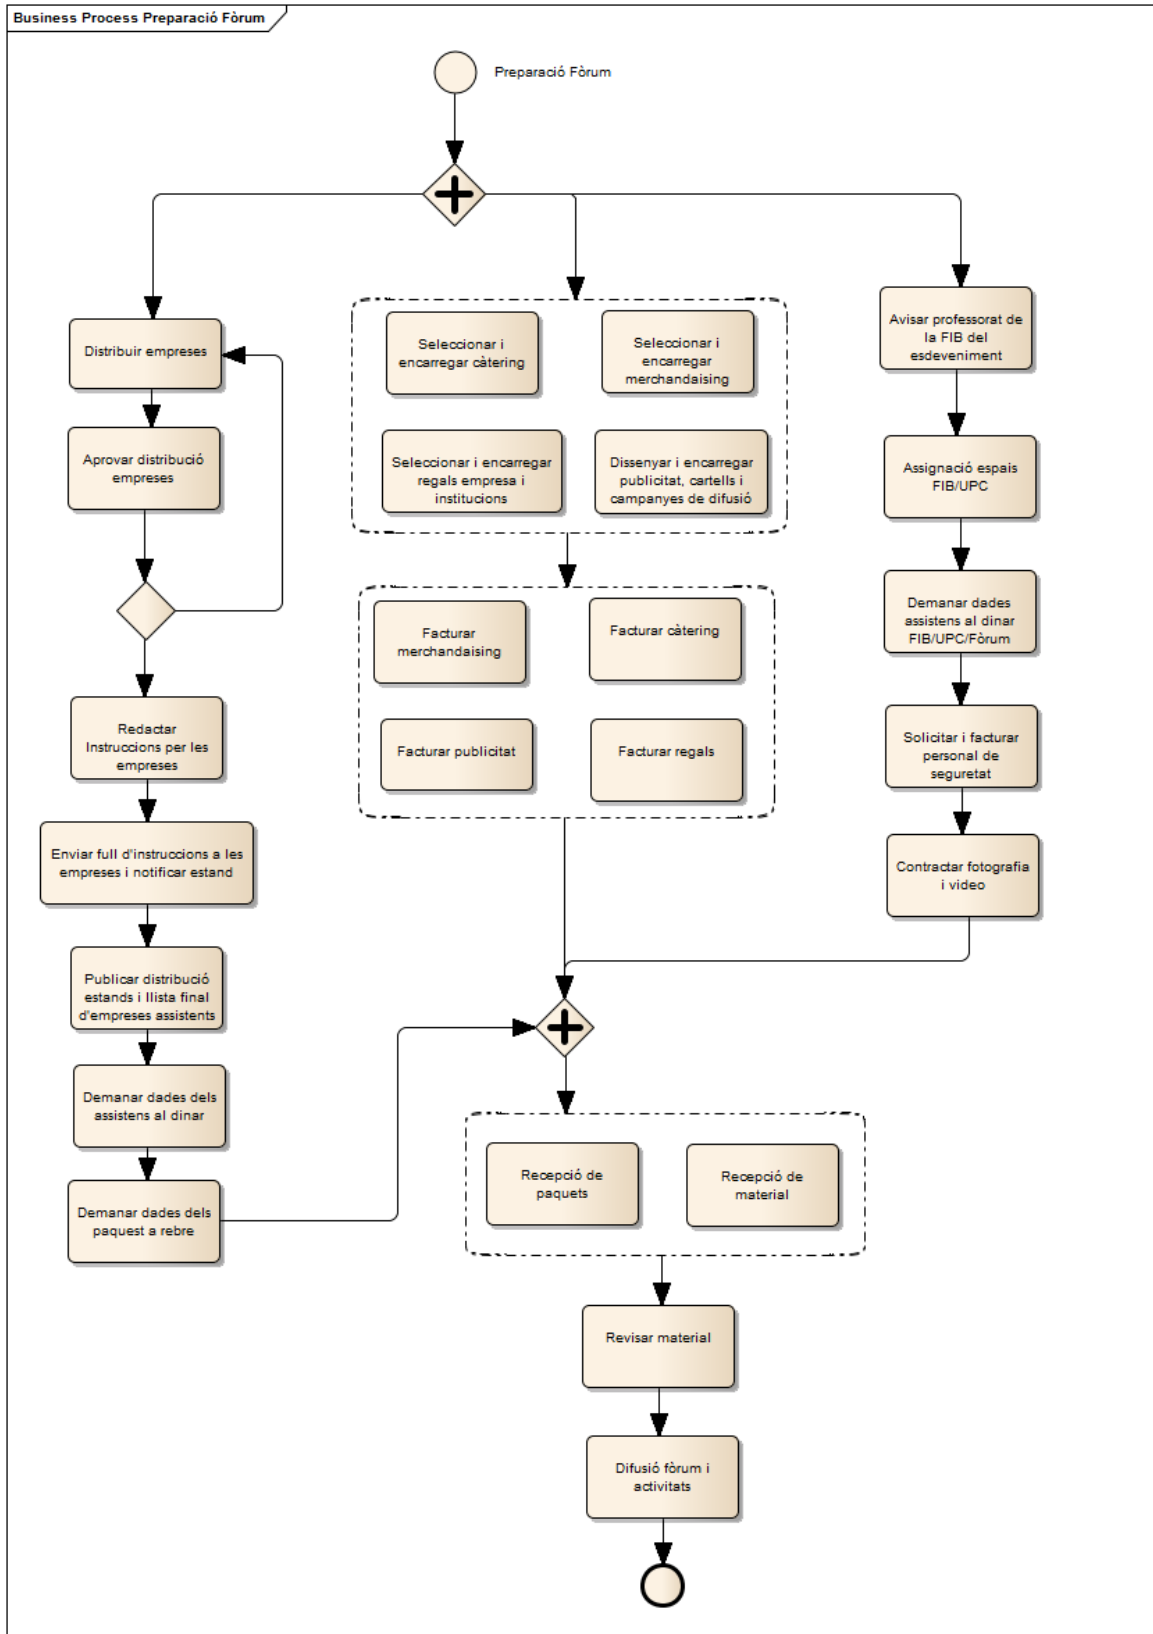 Business Process Preparació Fòrum
Preparació Fòrum
Distribuir empreses
Aprovar distribució
empreses
Redactar
Instruccions per les
empreses
Enviar full d'instruccions a les
empreses i notificar estand
Publicar distribució
estands i llista final
d'empreses assistents
Demanar dades dels
assistens al dinar
Demanar dades dels
paquest a rebre
Seleccionar i
encarregar càtering
Seleccionar i
encarregar
merchandaising
Seleccionar i encarregar
regals empresa i
institucions
Dissenyar i encarregar
publicitat, cartells i
campanyes de difusió
Facturar
merchandaising
Facturar càtering
Facturar publicitat
Facturar regals
Avisar professorat de
la FIB del
esdeveniment
Assignació espais
FIB/UPC
Demanar dades
assistens al dinar
FIB/UPC/Fòrum
Solicitar i facturar
personal de
seguretat
Contractar fotografia
i video
Recepció de
paquets
Recepció de
material
Revisar material
Difusió fòrum i
activitats